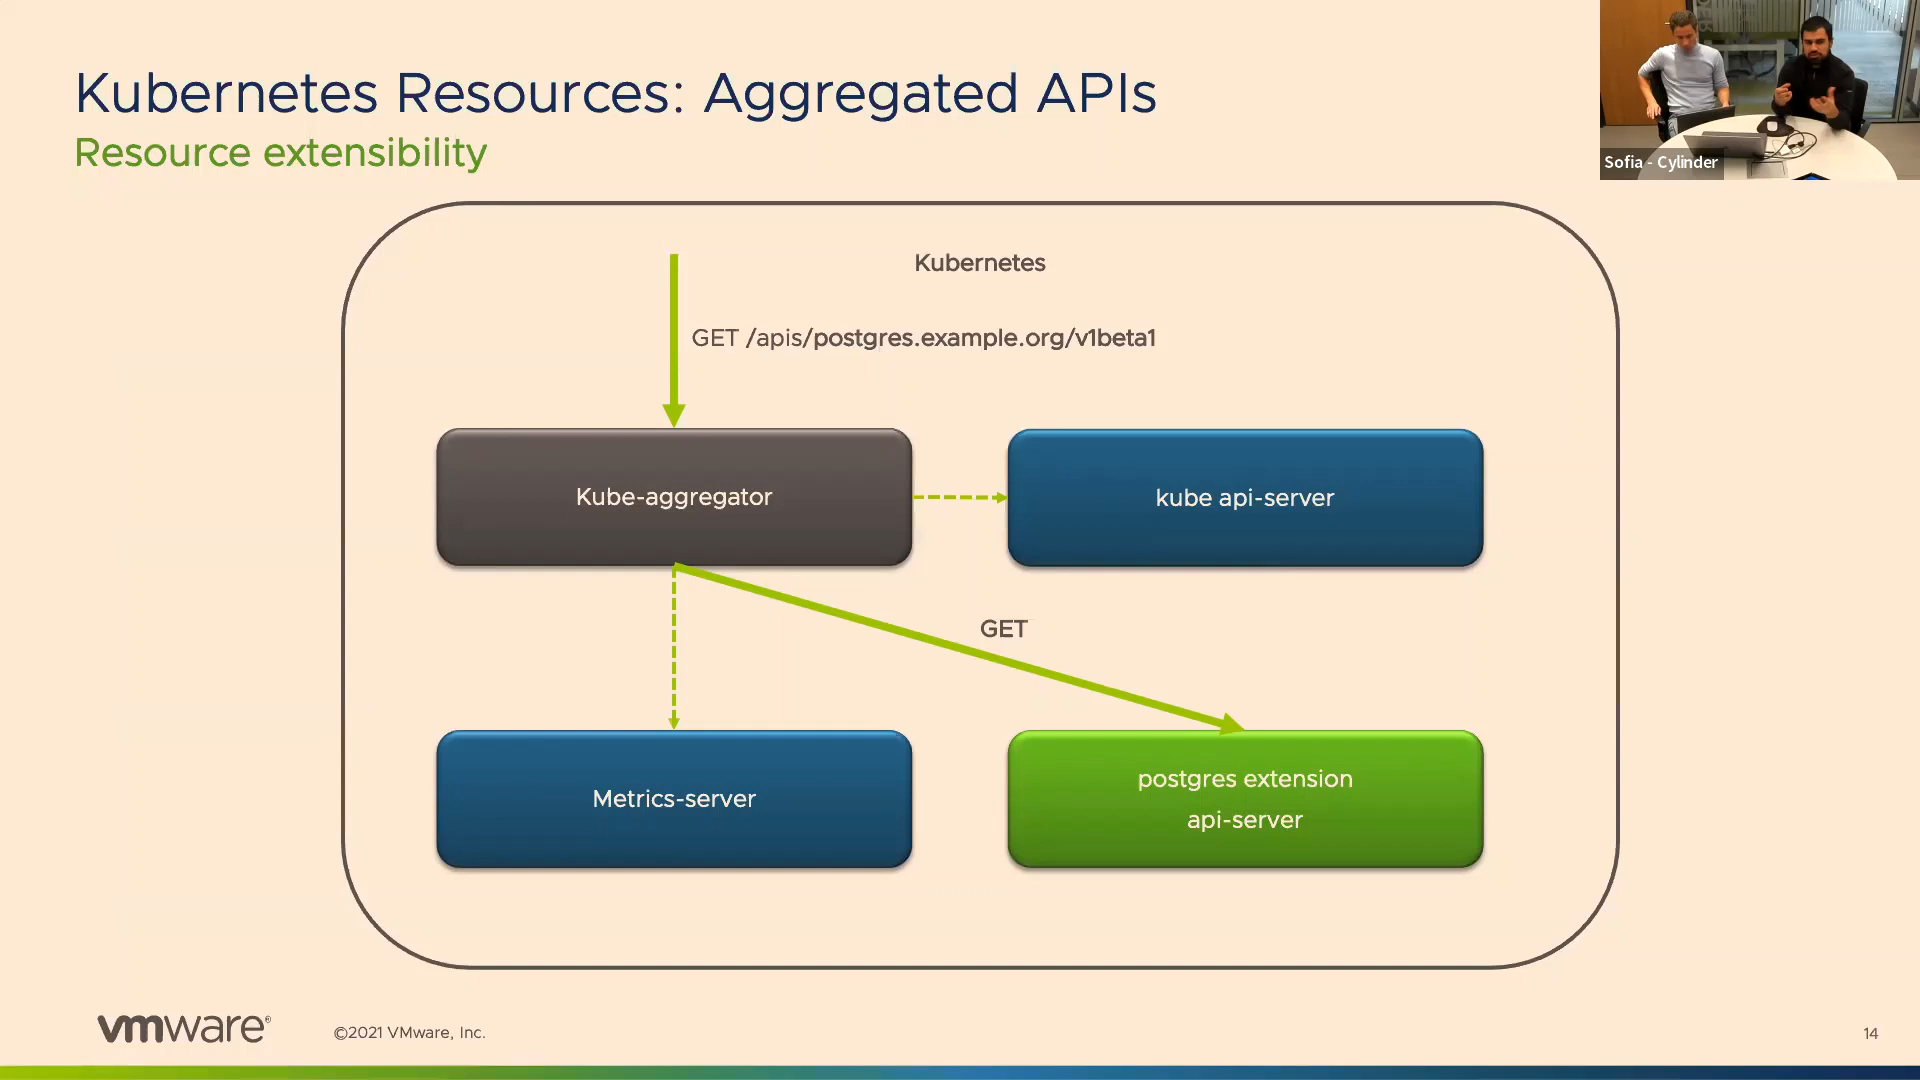 Kubernetes Resources: Aggregated APIs
Resource extensibility
Sofia - Cylinder
Kubernetes
GET /apis/postgres.example.org/v1beta1
Kube-aggregator
kube api-server
GET
Metrics-server
postgres extension
api-server
vmware®
©2021 VMware, Inc.
14